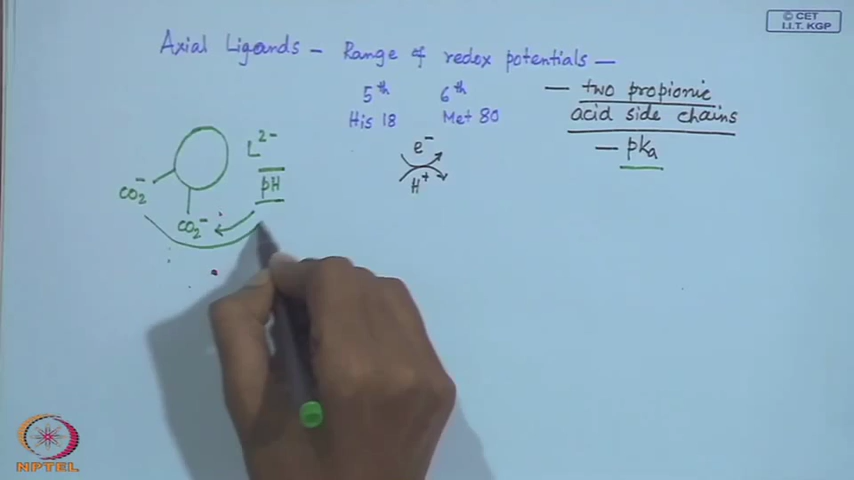 © CET
I.I.T. KGP
Axial Ligands – Range of redox potentials —
5th 6th
His 18 Met 80
— two propionic
acid side chains
— pka
e-
H+
L2-
pH
CO2-
CO2-
NPTEL